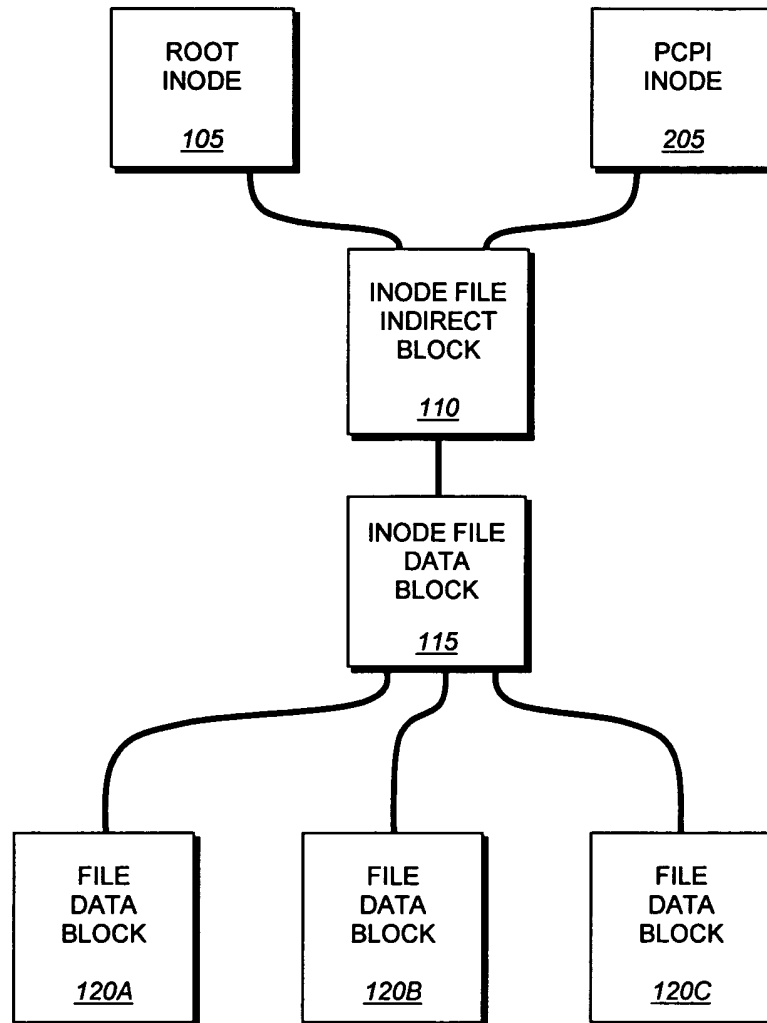 ROOT
INODE
105
PCPI
INODE
205
INODE FILE
INDIRECT
BLOCK
110
INODE FILE
DATA
BLOCK
115
FILE
DATA
BLOCK
120A
FILE
DATA
BLOCK
120B
FILE
DATA
BLOCK
120C